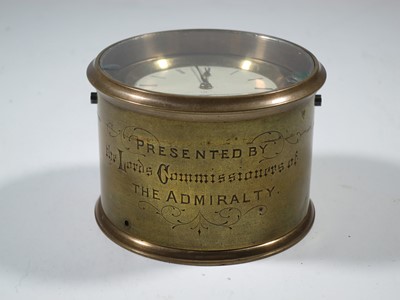 PRESENTED BY
the Lords Commissioners of
THE ADMIRALTY.